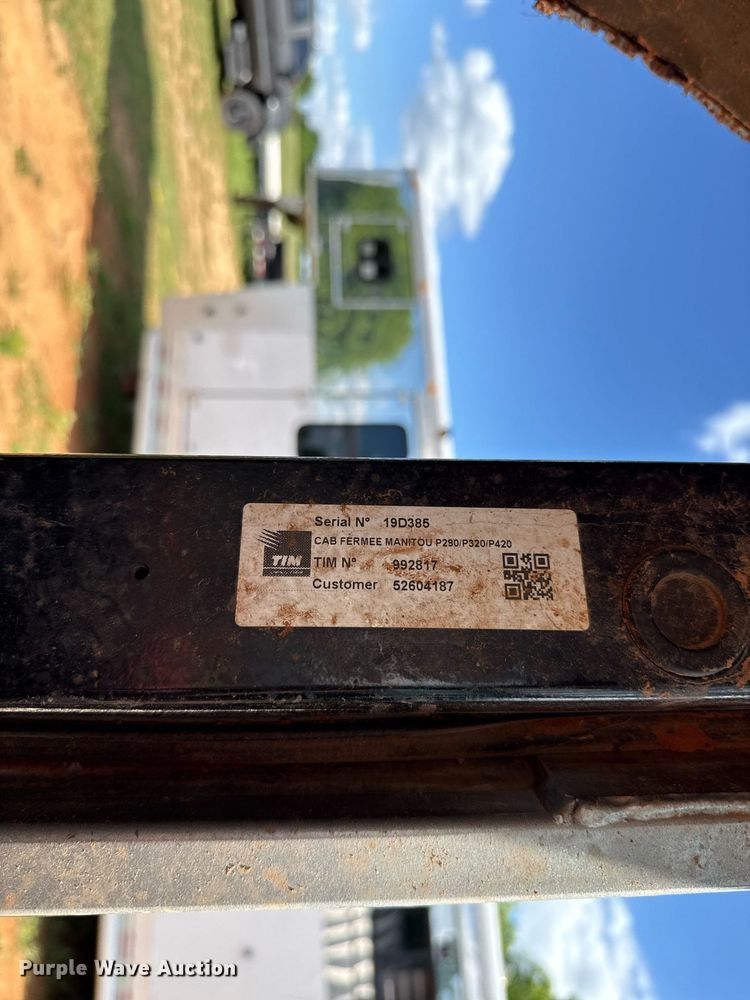 Serial N° 19D385
CAB FERMEE MANITOU P290/P320/P420
TIM
TIM N° 992817
Customer 52604187
Purple Wave Auction